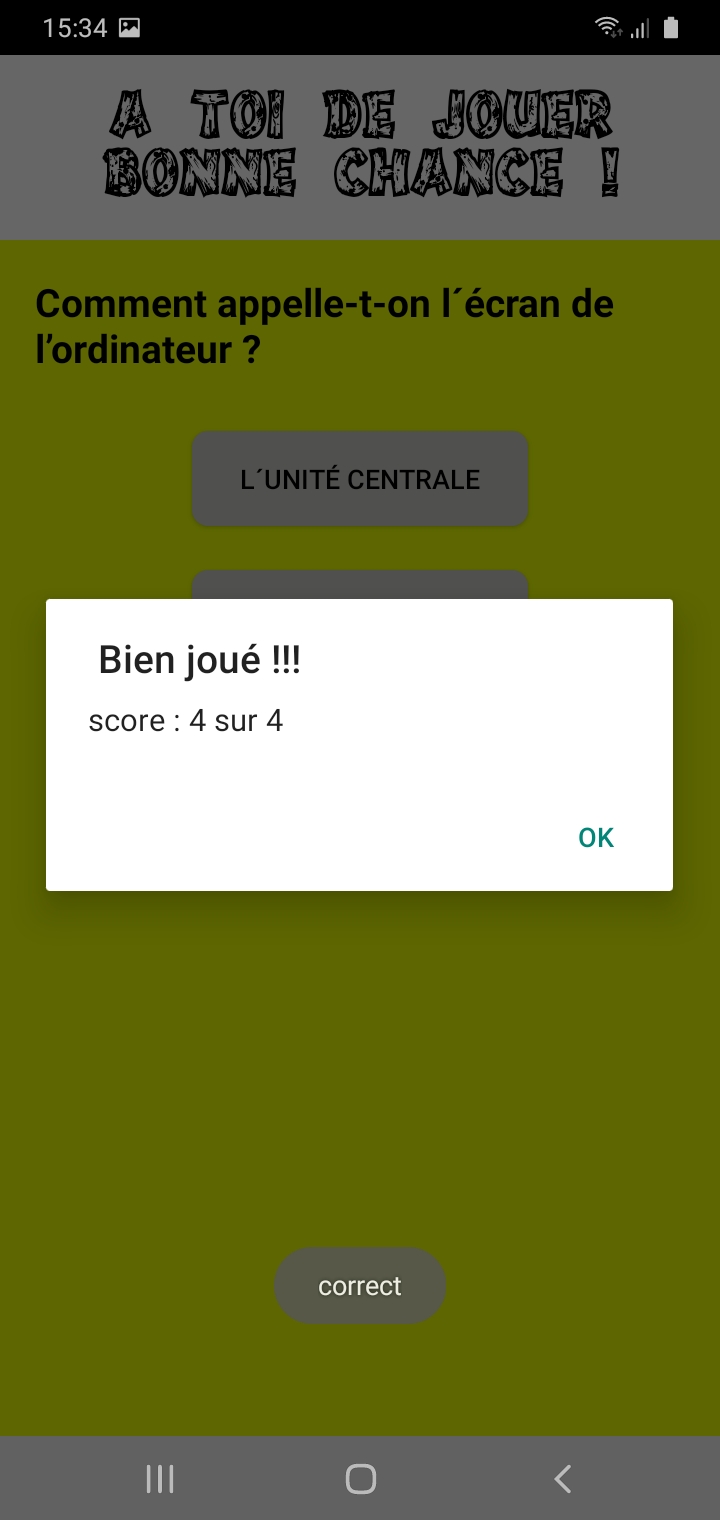 15:34
A TOI DE JOUER
BONNE CHANCE !
Comment appelle-t-on l´écran de
l’ordinateur ?
L´UNITÉ CENTRALE
Bien joué !!!
score : 4 sur 4
OK
correct